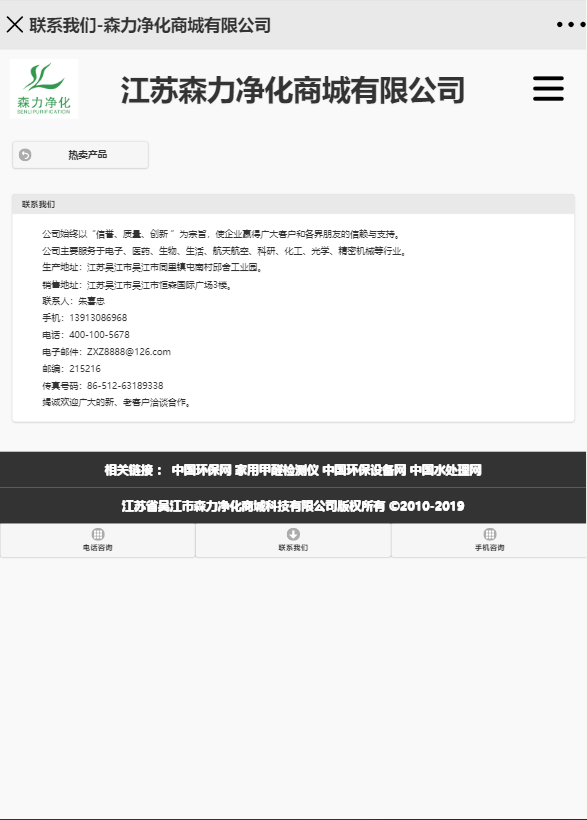 联系我们-森力净化商城有限公司
森力净化
SENLI PURIFICATION
江苏森力净化商城有限公司
热卖产品
联系我们
公司始终以“信誉、质量、创新 ”为宗旨，使企业赢得广大客户和各界朋友的信赖与支持。
公司主要服务于电子、医药、生物、生活、航天航空、科研、化工、光学、精密机械等行业。
生产地址：江苏吴江市吴江市同里镇屯南村邱舍工业园。
销售地址：江苏吴江市吴江市恒森国际广场3楼。
联系人：朱喜忠
手机：13913086968
电话：400-100-5678
电子邮件：ZXZ8888@126.com
邮编：215216
传真号码：86-512-63189338
竭诚欢迎广大的新、老客户洽谈合作。
相关链接 ： 中国环保网 家用甲醛检测仪 中国环保设备网 中国水处理网
江苏省吴江市森力净化商城科技有限公司版权所有 ©2010-2019
电话咨询
联系我们
手机咨询